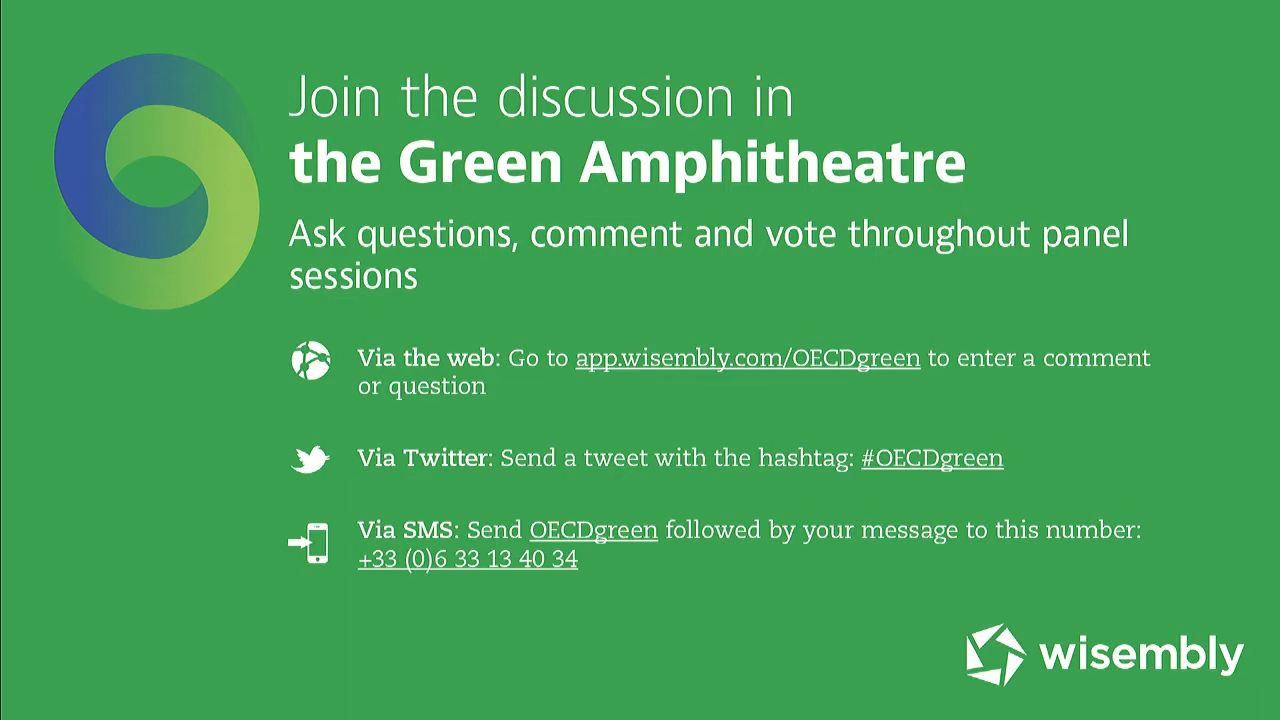 Join the discussion in
the Green Amphitheatre
Ask questions, comment and vote throughout panel
sessions
Via the web: Go to app.wisembly.com/OECDgreen to enter a comment
or question
Via Twitter: Send a tweet with the hashtag: #OECDgreen
Via SMS: Send OECDgreen followed by your message to this number:
+33 (0)6 33 13 40 34
wisembly